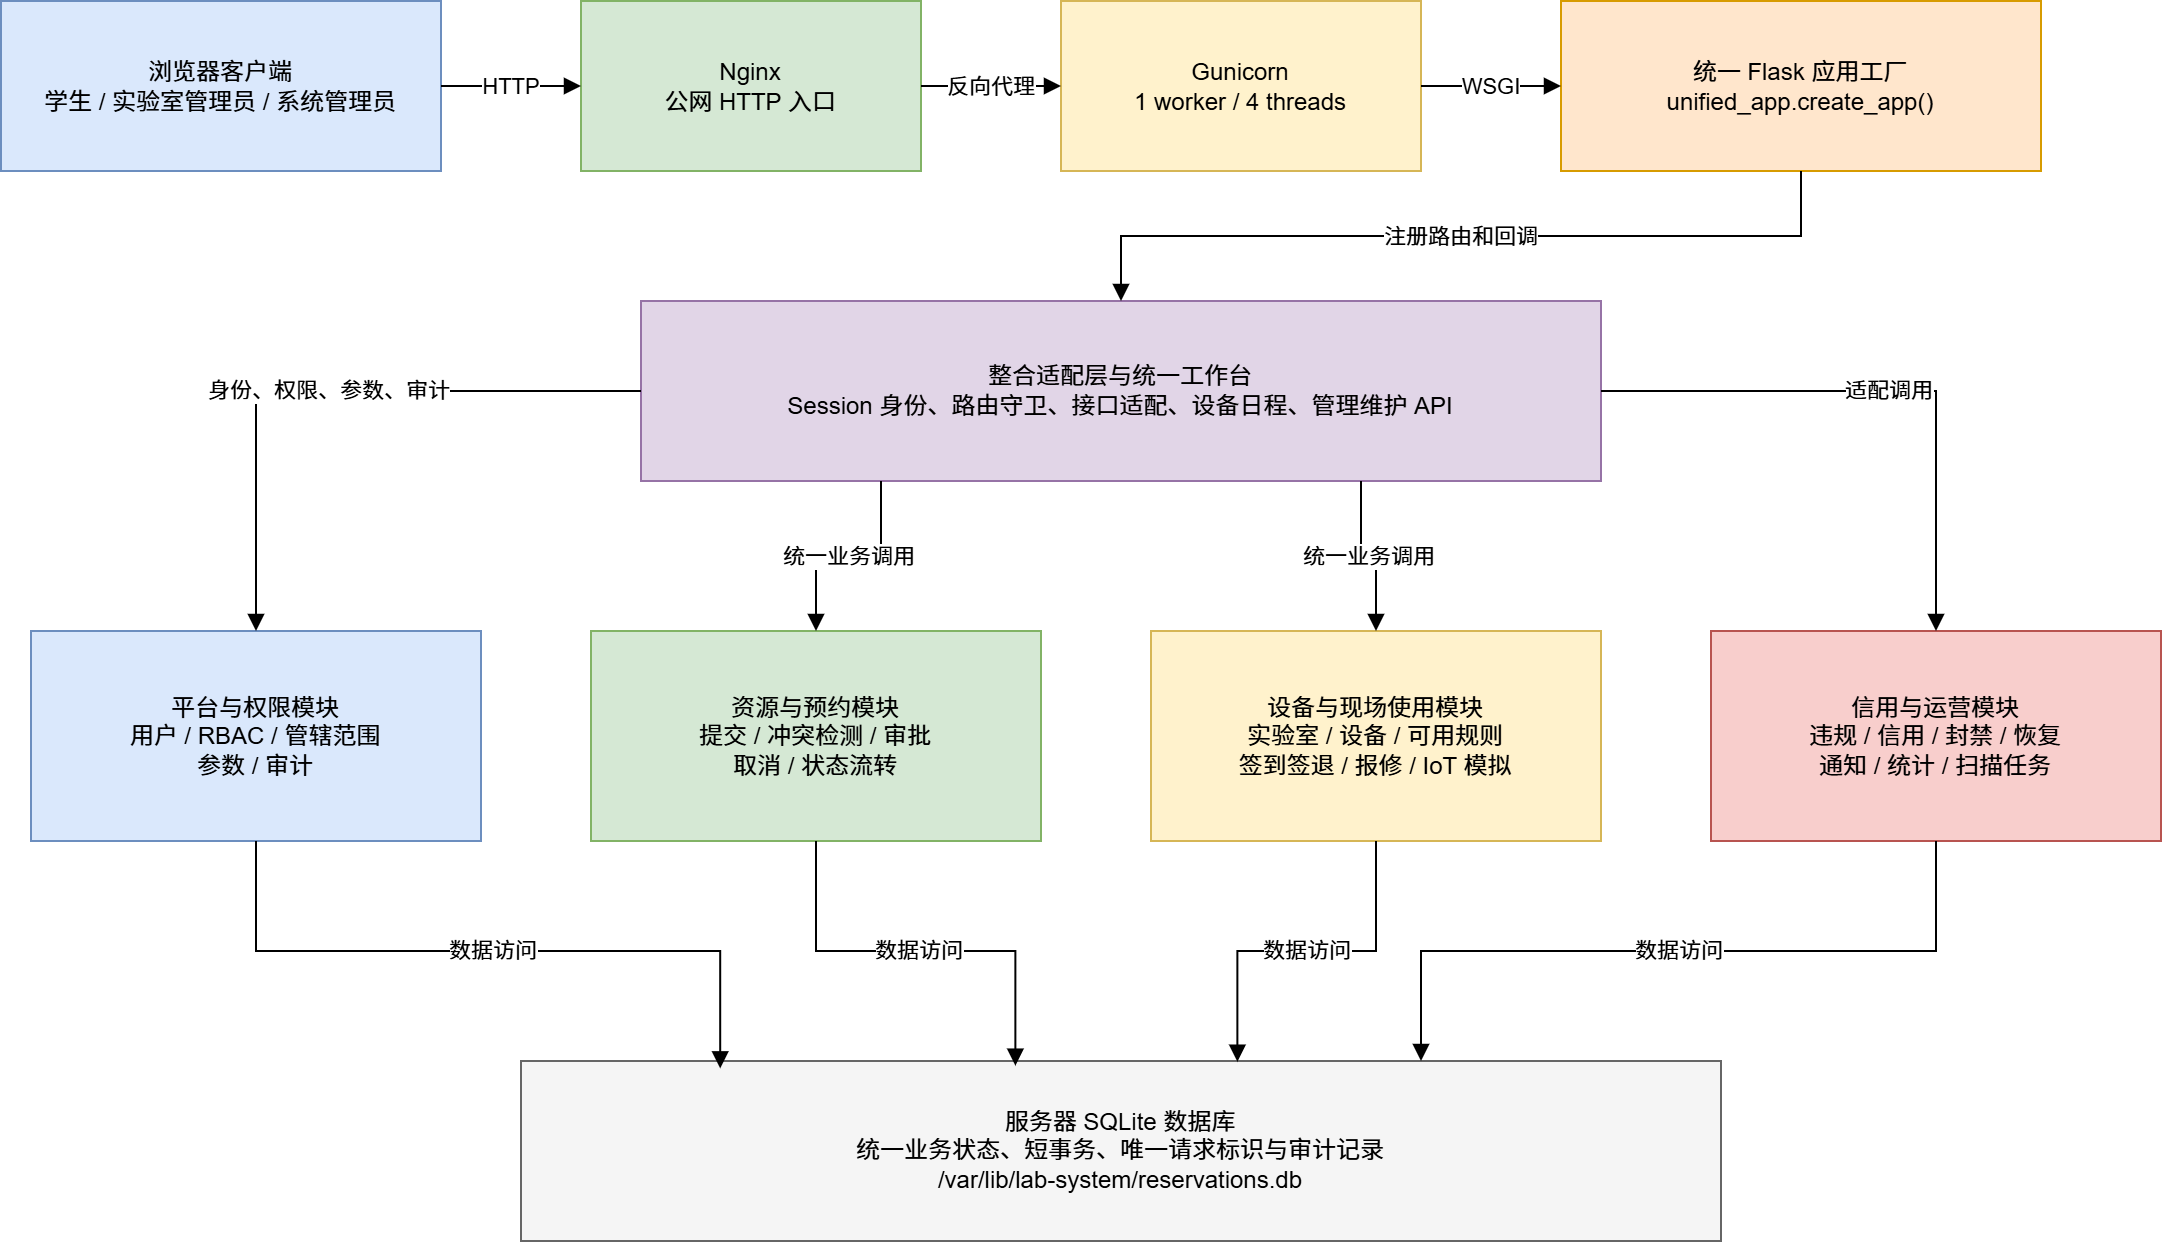 浏览器客户端
学生 / 实验室管理员 / 系统管理员
HTTP
Nginx
公网 HTTP 入口
反向代理
Gunicorn
1 worker / 4 threads
WSGI
统一 Flask 应用工厂
unified_app.create_app()
注册路由和回调
整合适配层与统一工作台
Session 身份、路由守卫、接口适配、设备日程、管理维护 API
身份、权限、参数、审计
适配调用
统一业务调用
统一业务调用
平台与权限模块
用户 / RBAC / 管辖范围
参数 / 审计
资源与预约模块
提交 / 冲突检测 / 审批
取消 / 状态流转
设备与现场使用模块
实验室 / 设备 / 可用规则
签到签退 / 报修 / IoT 模拟
信用与运营模块
违规 / 信用 / 封禁 / 恢复
通知 / 统计 / 扫描任务
数据访问
数据访问
数据访问
数据访问
服务器 SQLite 数据库
统一业务状态、短事务、唯一请求标识与审计记录
/var/lib/lab-system/reservations.db